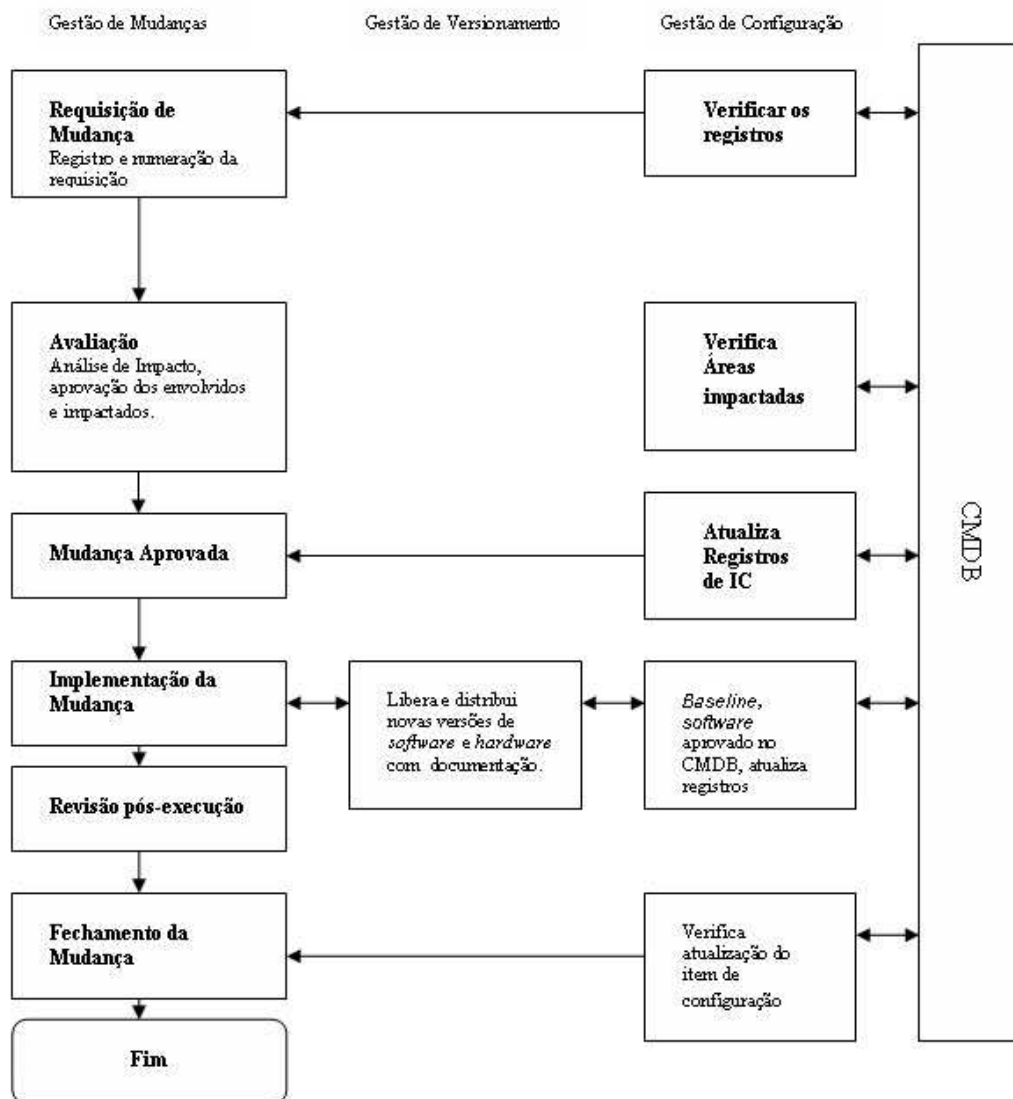 Gestão de Mudanças
Gestão de Versionamento
Gestão de Configuração
Requisição de
Mudança
Registro e numeração da
requisição
Verificar os
registros
Avaliação
Análise de Impacto,
aprovação dos envolvidos
e impactados.
Verifica
Áreas
impactadas
CMDB
Mudança Aprovada
Atualiza
Registros
de IC
Implementação da
Mudança
Libera e distribui
novas versões de
software e hardware
com documentação.
Baseline,
software
aprovado no
CMDB, atualiza
registros
Revisão pós-execução
Fechamento da
Mudança
Verifica
atualização do
item de
configuração
Fim